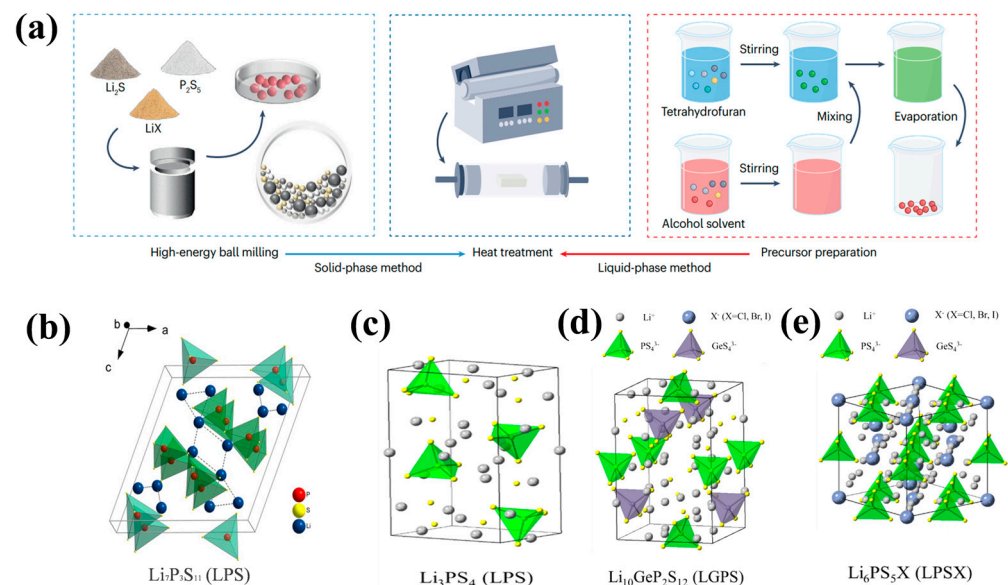 (a)
Li₂S
P₂S₅
LiX
Stirring
Tetrahydrofuran
Mixing
Evaporation
Stirring
Alcohol solvent
High-energy ball milling
Heat treatment
Precursor preparation
Solid-phase method
Liquid-phase method
(b)
b
a
c
P
S
Li
Li₇P₃S₁₁ (LPS)
(c)
Li₃PS₄ (LPS)
(d)
Li⁺
X⁻ (X=Cl, Br, I)
PS₄³⁻
GeS₄³⁻
Li₁₀GeP₂S₁₂ (LGPS)
(e)
Li⁺
X⁻ (X=Cl, Br, I)
PS₄³⁻
GeS₄³⁻
Li₆PS₅X (LPSX)